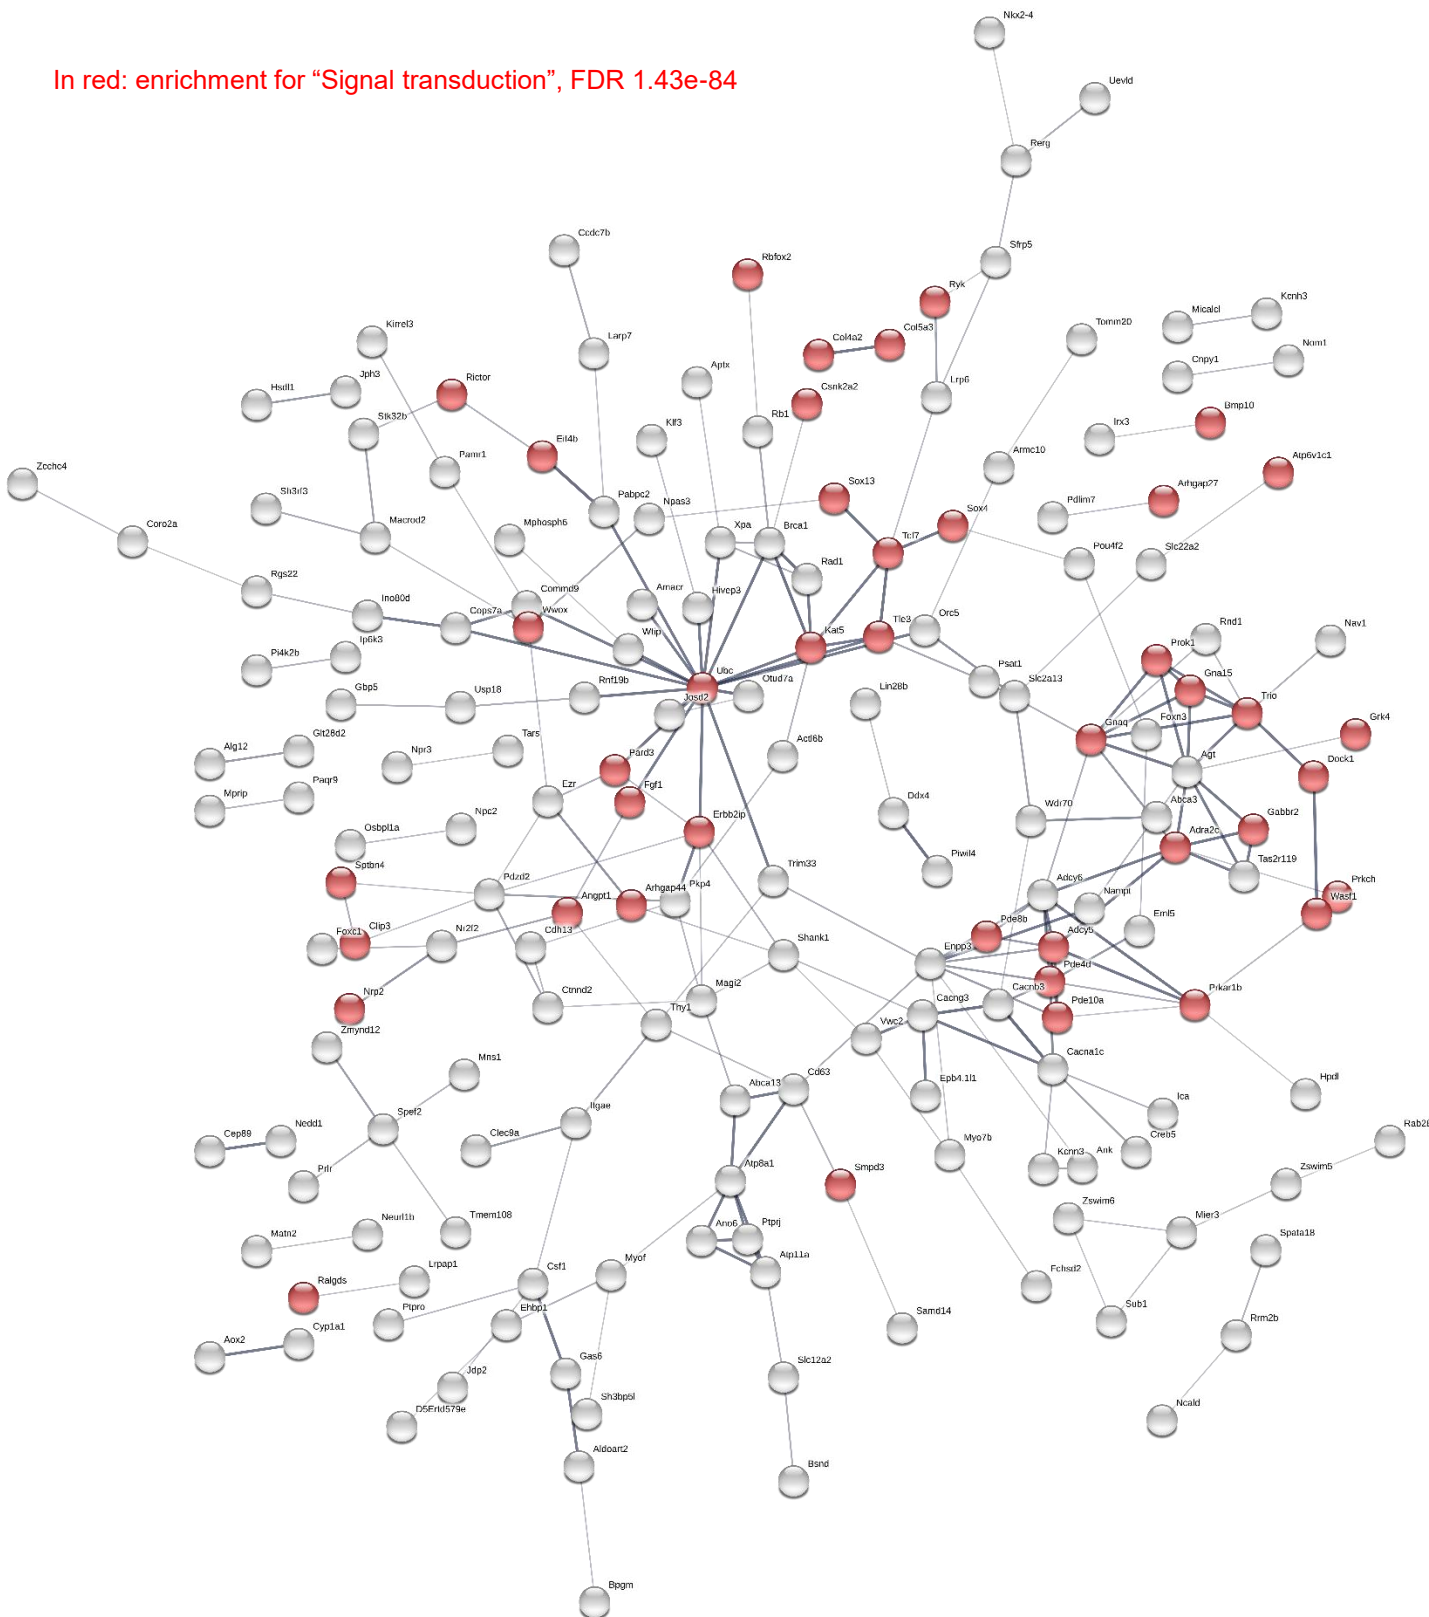 Nkx2-4
In red: enrichment for “Signal transduction”, FDR 1.43e-84
Uevld
Rerg
Ccdc7b
Sfrp5
Rbfox2
Ryk
Kcnh3
Micalcl
Kirrel3
Larp7
Col5a3
Col4a2
Tomm20
Nom1
Cnpy1
Aptx
Jph3
Hsdl1
Rictor
Csnk2a2
Lrp6
Bmp10
Stk32b
Klf3
Rb1
Irx3
Eif4b
Armc10
Atp6v1c1
Pamr1
Zcchc4
Sh3rf3
Sox13
Arhgap27
Pabpc2
Npas3
Pdlim7
Sox4
Coro2a
Macrod2
Mphosph6
Xpa
Brca1
Tcf7
Pou4f2
Slc22a2
Rad1
Rgs22
Commd9
Amacr
Hivep3
Ino80d
Cops7a
Wwox
Orc5
Tle3
Kat5
Wtip
Rnd1
Nav1
Ip6k3
Pi4k2b
Prok1
Ubc
Psat1
Gna15
Slc2a13
Gbp5
Usp18
Rnf19b
Otud7a
Lin28b
Trio
Josd2
Gnaq
Foxn3
Grk4
Glt28d2
Alg12
Tars
Npr3
Actl6b
Pard3
Agt
Dock1
Paqr9
Mprip
Ezr
Fgf1
Ddx4
Wdr70
Abca3
Gabbr2
Npc2
Osbpl1a
Erbb2ip
Adra2c
Piwil4
Tas2r119
Sptbn4
Trim33
Pdzd2
Angpt1
Arhgap44
Pkp4
Adcy6
Nampt
Prkch
Wasf1
Foxc1
Clip3
Nr2f2
Cdh13
Pde8b
Eml5
Shank1
Enpp3
Adcy5
Nrp2
Ctnnd2
Magi2
Pde4d
Cacnb3
Prkar1b
Zmynd12
Thy1
Vwc2
Cacng3
Pde10a
Mns1
Cacna1c
Abca13
Cd63
Epb4.1l1
Hpdl
Spef2
Itgae
Ica
Nedd1
Cep89
Clec9a
Myo7b
Creb5
Kcnn3
Ank
Prlr
Atp8a1
Smpd3
Zswim5
Tmem108
Zswim6
Mier3
Neurl1b
Matn2
Ano6
Ptprj
Spata18
Lrpap1
Ralgds
Csf1
Myof
Atp11a
Fchsd2
Ptpro
Ehbp1
Samd14
Sub1
Rrm2b
Cyp1a1
Aox2
Jdp2
Gas6
Slc12a2
D5Ertd579e
Sh3bp5l
Ncald
Aldoart2
Bsnd
Bpgm